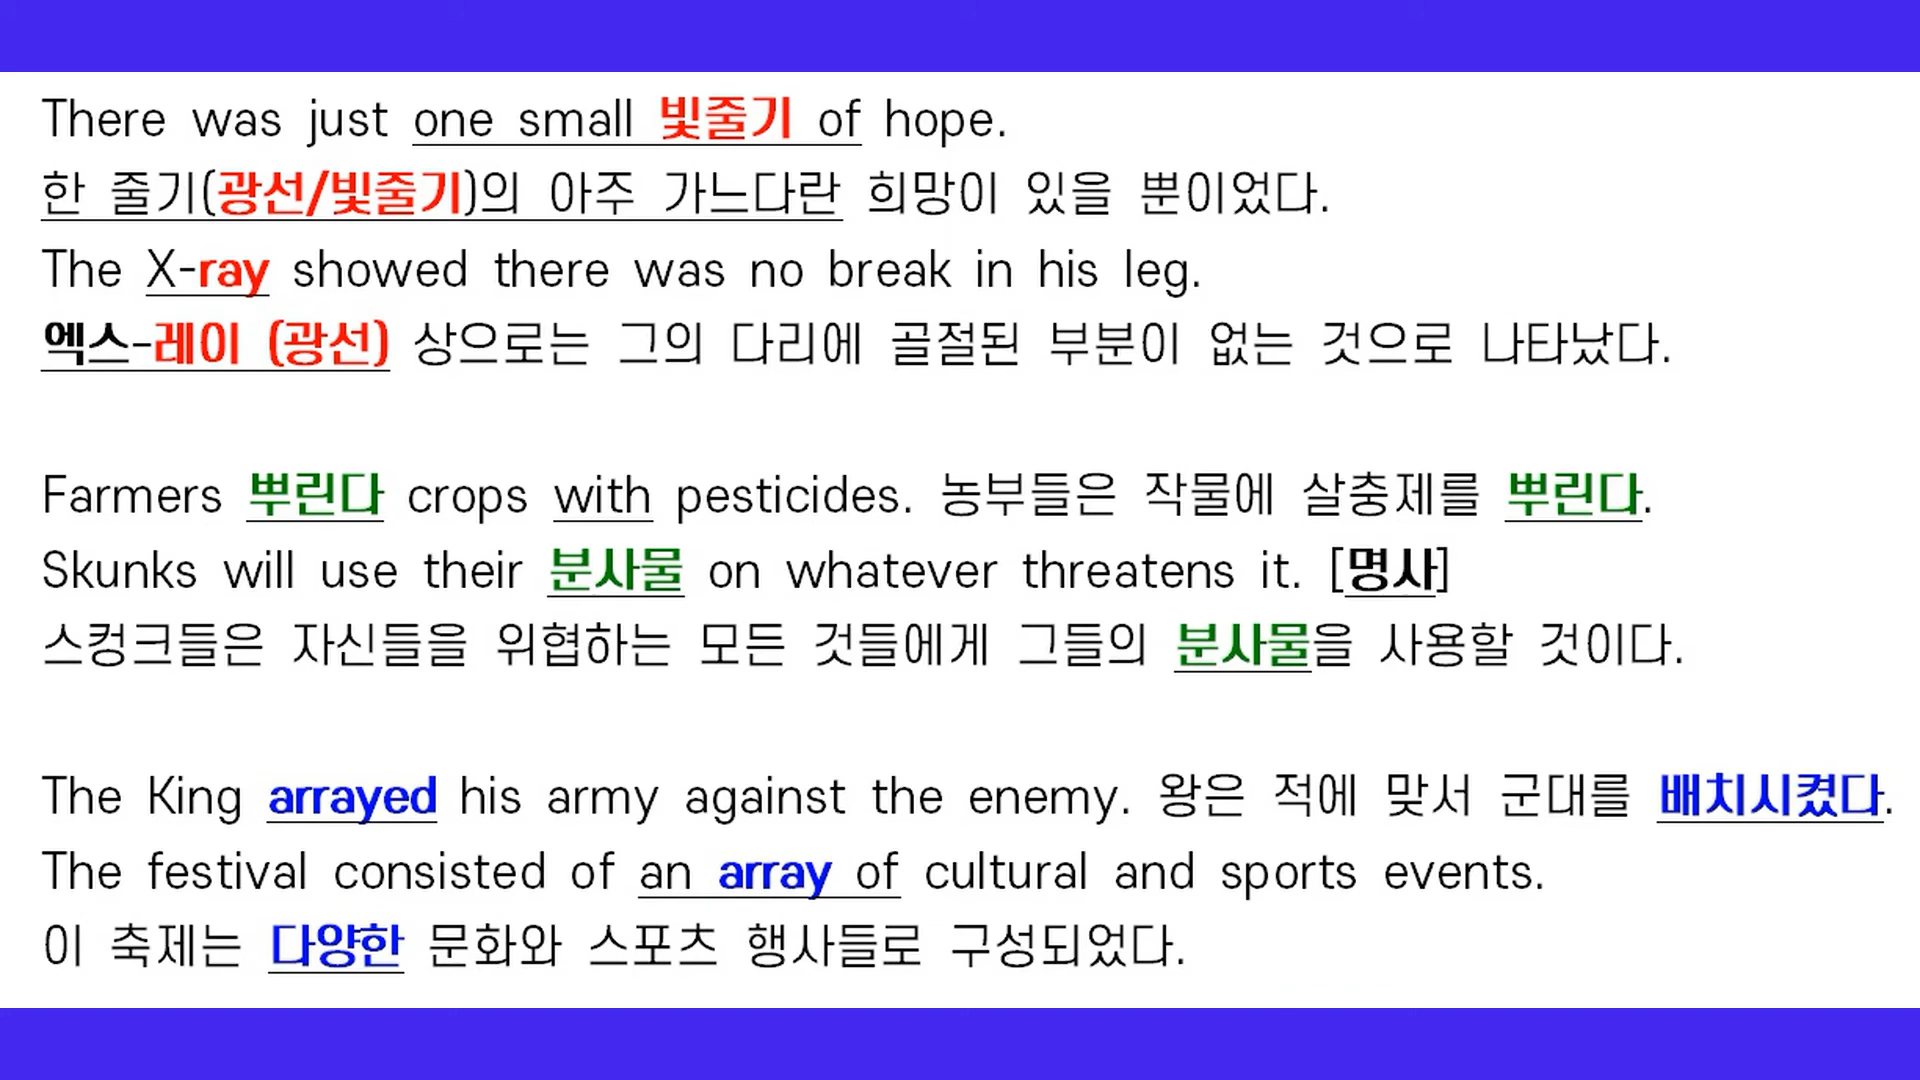 There was just one small 빛줄기 of hope.
한 줄기(광선/빛줄기)의 아주 가느다란 희망이 있을 뿐이었다.
The X-ray showed there was no break in his leg.
엑스-레이 (광선) 상으로는 그의 다리에 골절된 부분이 없는 것으로 나타났다.
Farmers 뿌린다 crops with pesticides. 농부들은 작물에 살충제를 뿌린다.
Skunks will use their 분사물 on whatever threatens it. [명사]
스컹크들은 자신들을 위협하는 모든 것들에게 그들의 분사물을 사용할 것이다.
The King arrayed his army against the enemy. 왕은 적에 맞서 군대를 배치시켰다.
The festival consisted of an array of cultural and sports events.
이 축제는 다양한 문화와 스포츠 행사들로 구성되었다.